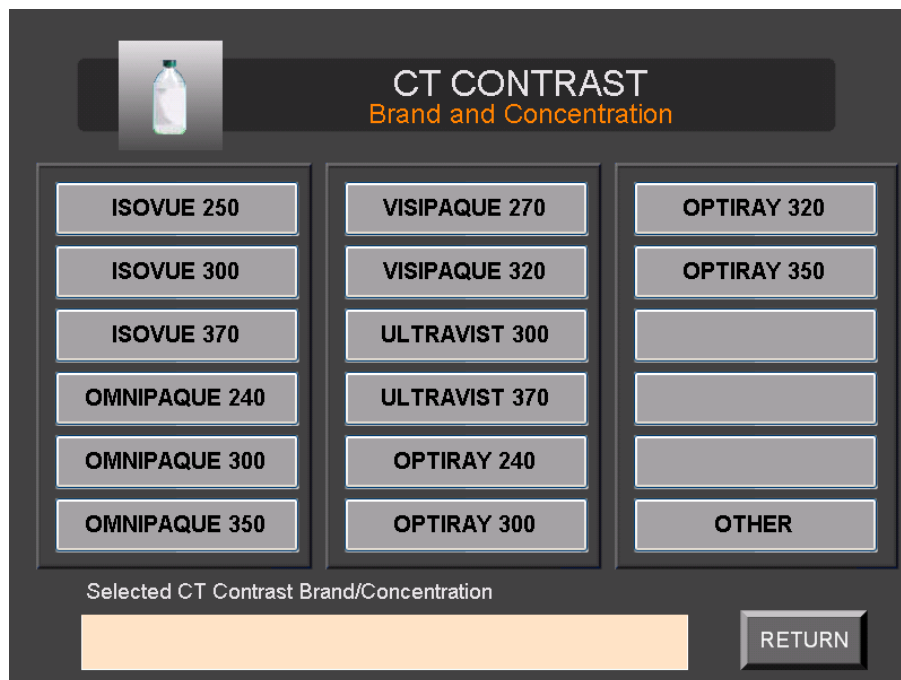 CT CONTRAST
Brand and Concentration
ISOVUE 250
ISOVUE 300
ISOVUE 370
OMNIPAQUE 240
OMNIPAQUE 300
OMNIPAQUE 350
VISIPAQUE 270
VISIPAQUE 320
ULTRAVIST 300
ULTRAVIST 370
OPTIRAY 240
OPTIRAY 300
OPTIRAY 320
OPTIRAY 350
OTHER
Selected CT Contrast Brand/Concentration
RETURN